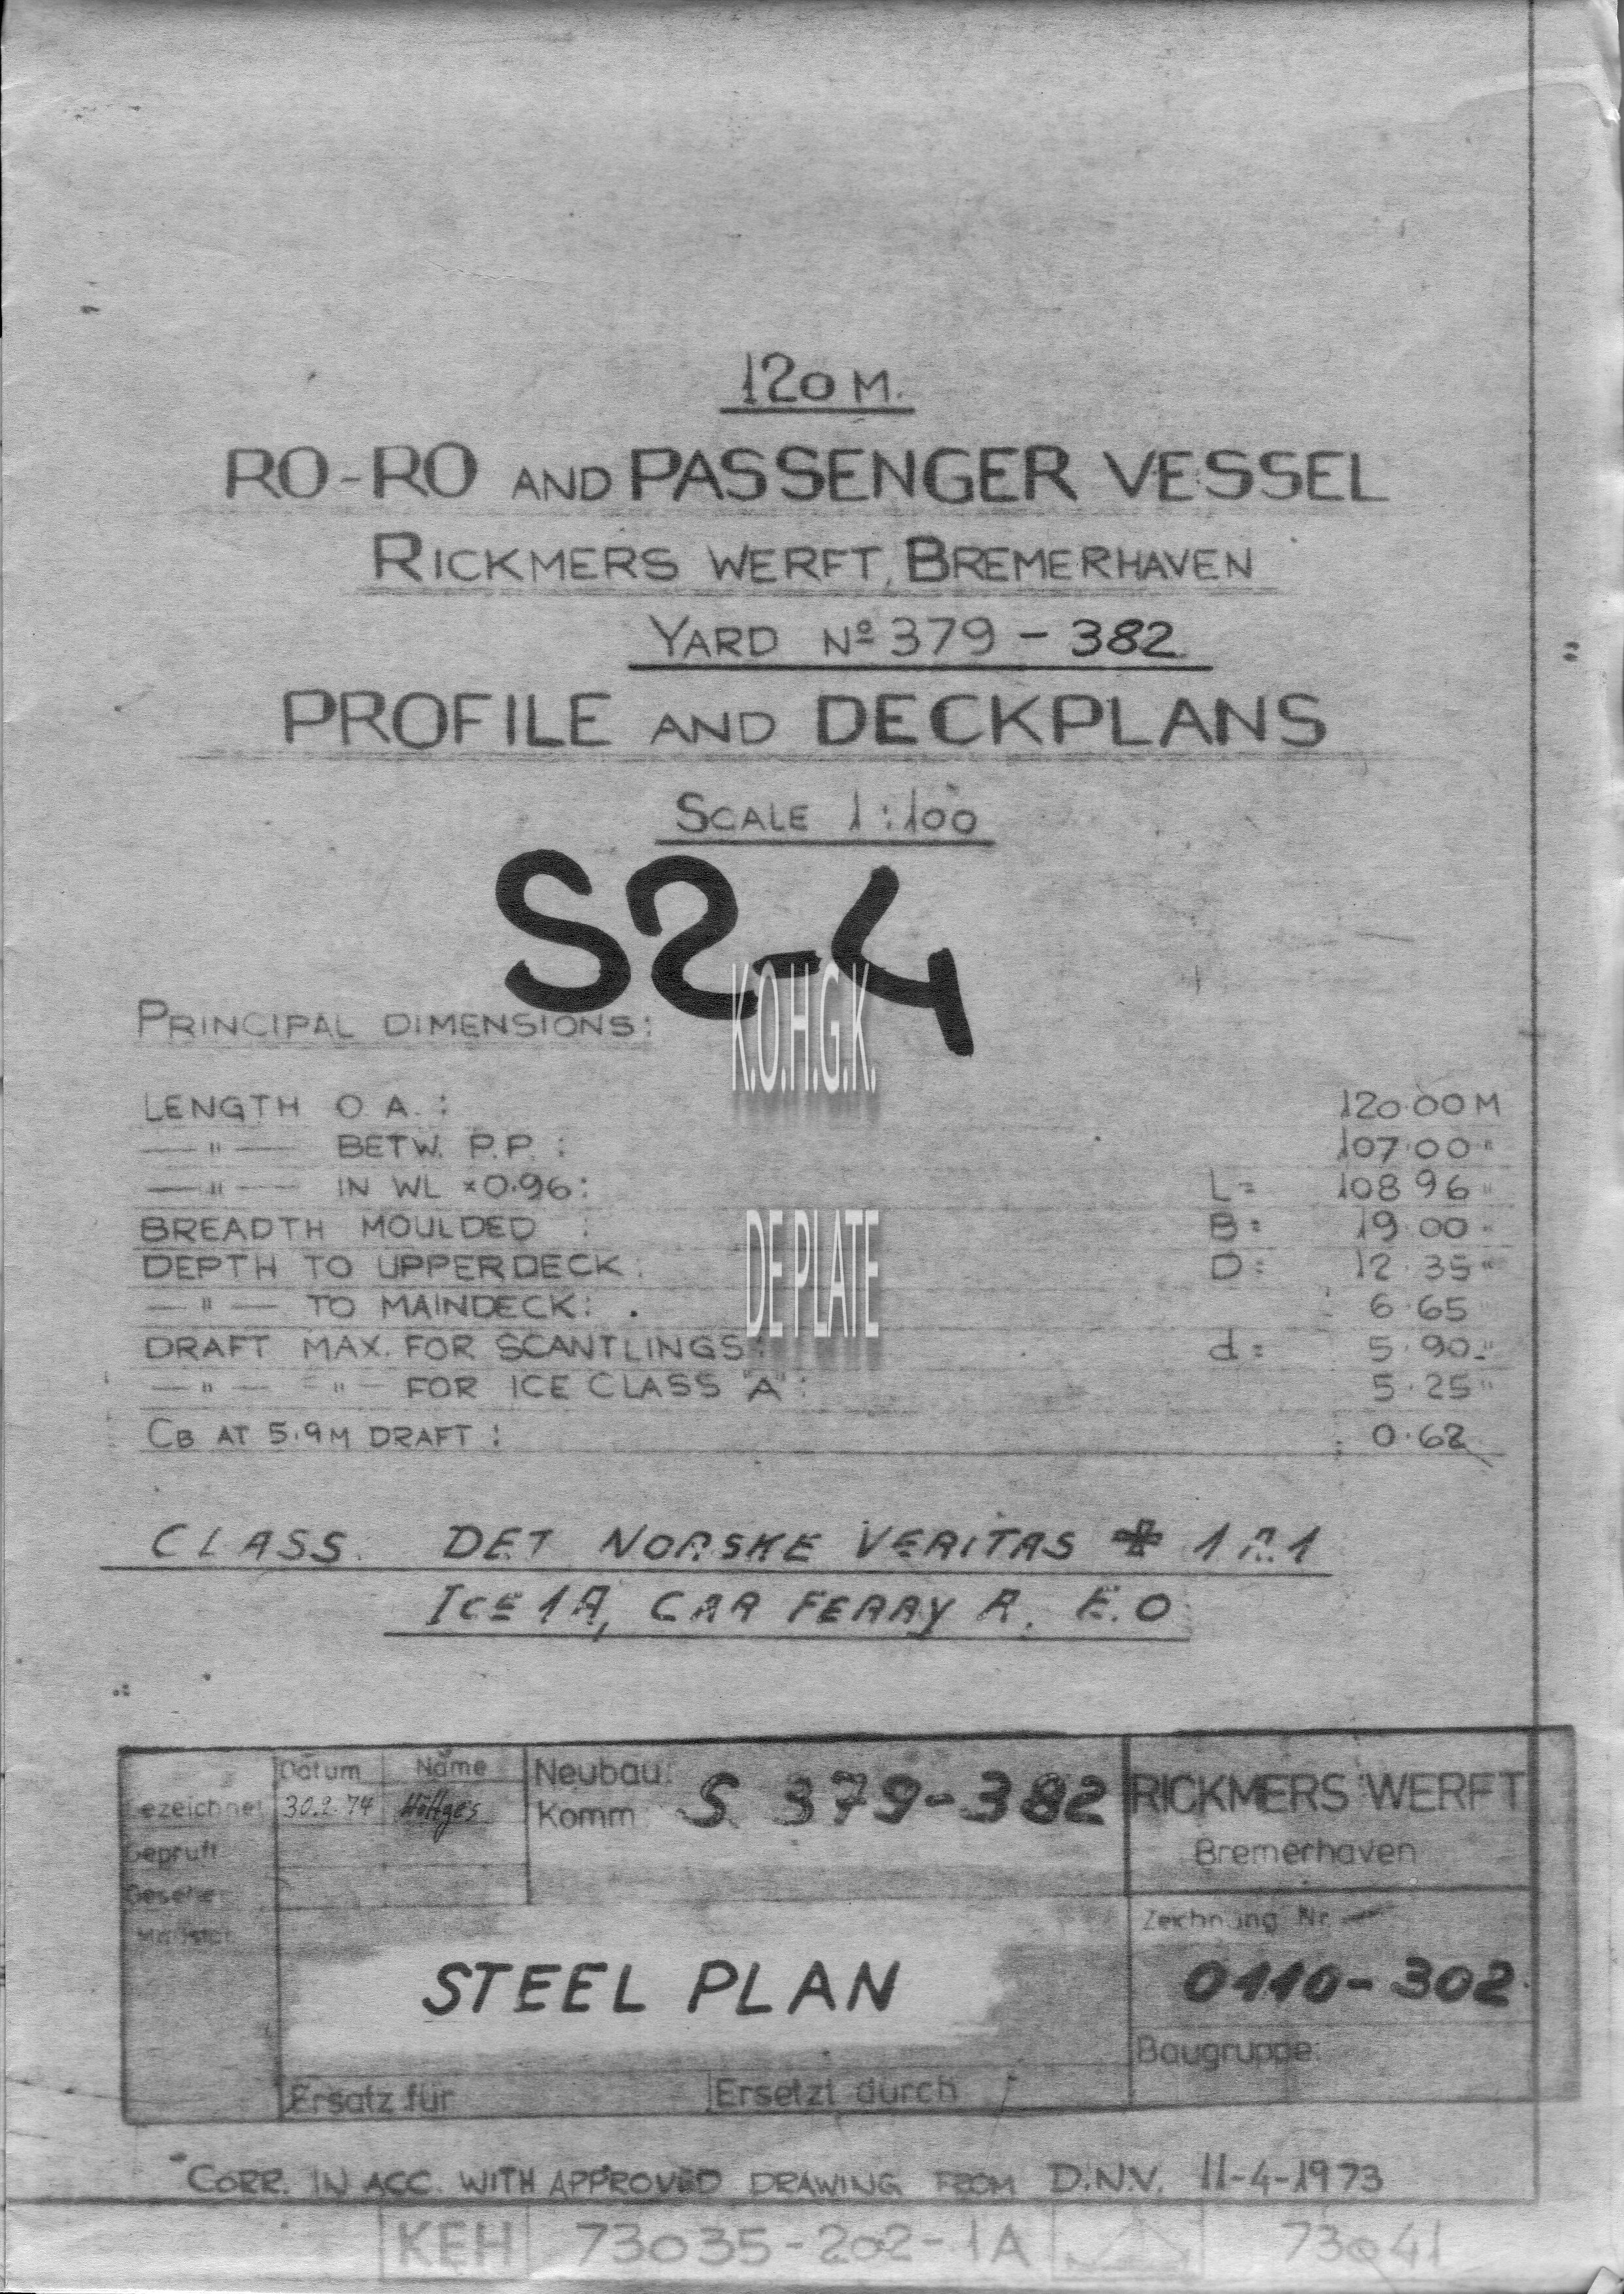 120 M.
RO-RO AND PASSENGER VESSEL
RICKMERS WERFT, BREMERHAVEN
YARD Nº 379 - 382
PROFILE AND DECKPLANS
SCALE 1:100
S2-4
K.O.H.G.K.
PRINCIPAL DIMENSIONS:
LENGTH O.A.: 120.00 M
—"— BETW. P.P.: 107.00 "
—"— IN WL × 0.96: L= 108.96 "
BREADTH MOULDED : B= 19.00 "
DEPTH TO UPPERDECK: D= 12.35 "
—"— TO MAINDECK: 6.65 "
DE PLATE
DRAFT MAX. FOR SCANTLINGS: d= 5.90 "
—"— —"— FOR ICE CLASS "A": 5.25 "
CB AT 5.9M DRAFT: 0.62
CLASS. DET NORSKE VERITAS ✠ 1A1
ICE 1A, CAR FERRY A. E.O
Datum Name Neubau: S 379-382 RICKMERS WERFT
Gezeichnet 30.2.74 Komm Bremerhaven
Geprüft
Gesehen
Zeichnung Nr.
STEEL PLAN 0110-302
Baugruppe:
Ersatz für Ersetzt durch
CORR. IN ACC. WITH APPROVED DRAWING FROM D.N.V. 11-4-1973
KEH 73035-202-1A 73041